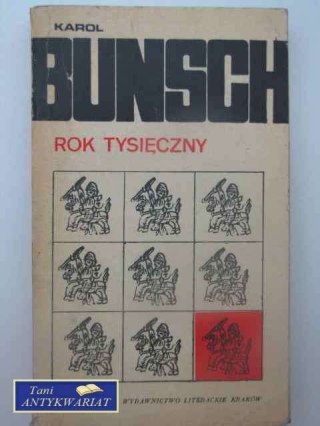 KAROL
BUNSCH
ROK TYSIĘCZNY
WYDAWNICTWO LITERACKIE KRAKÓW
Tani
ANTYKWARIAT